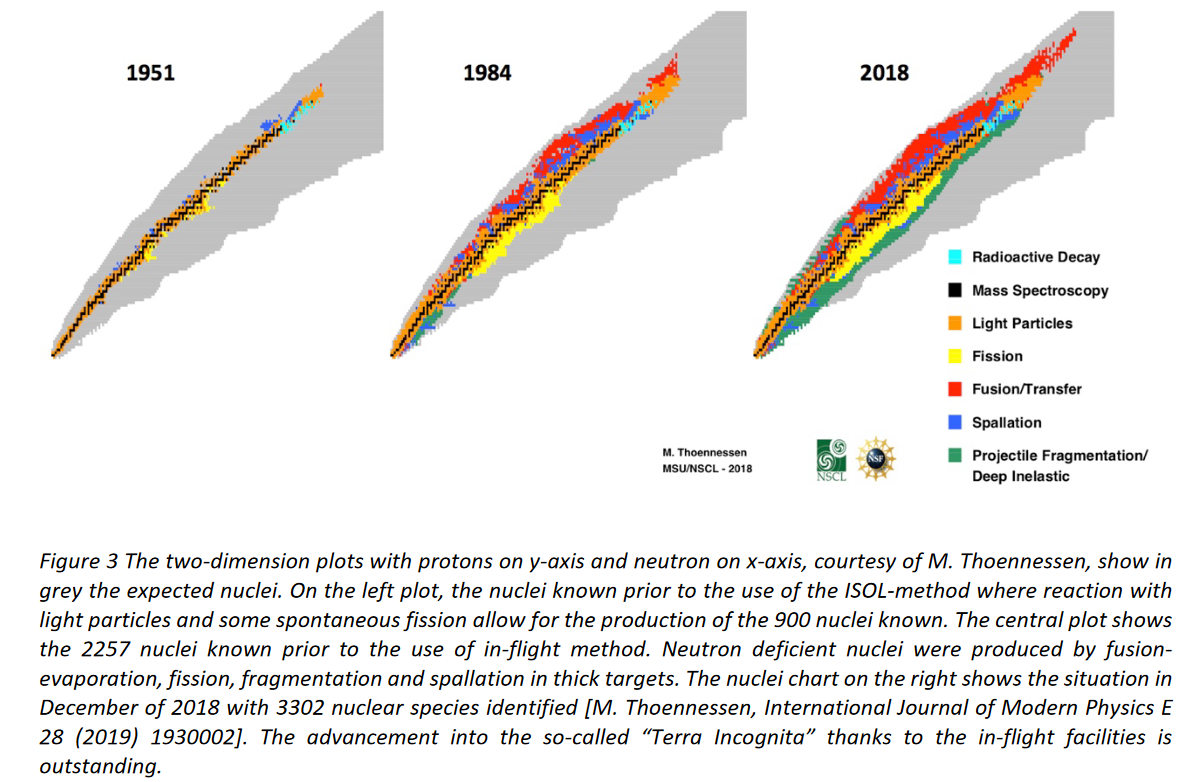 1951
1984
2018
Radioactive Decay
Mass Spectroscopy
Light Particles
Fission
Fusion/Transfer
Spallation
Projectile Fragmentation/
Deep Inelastic
M. Thoennessen
MSU/NSCL - 2018
NSCL
NSF
Figure 3 The two-dimension plots with protons on y-axis and neutron on x-axis, courtesy of M. Thoennessen, show in
grey the expected nuclei. On the left plot, the nuclei known prior to the use of the ISOL-method where reaction with
light particles and some spontaneous fission allow for the production of the 900 nuclei known. The central plot shows
the 2257 nuclei known prior to the use of in-flight method. Neutron deficient nuclei were produced by fusion-
evaporation, fission, fragmentation and spallation in thick targets. The nuclei chart on the right shows the situation in
December of 2018 with 3302 nuclear species identified [M. Thoennessen, International Journal of Modern Physics E
28 (2019) 1930002]. The advancement into the so-called “Terra Incognita” thanks to the in-flight facilities is
outstanding.